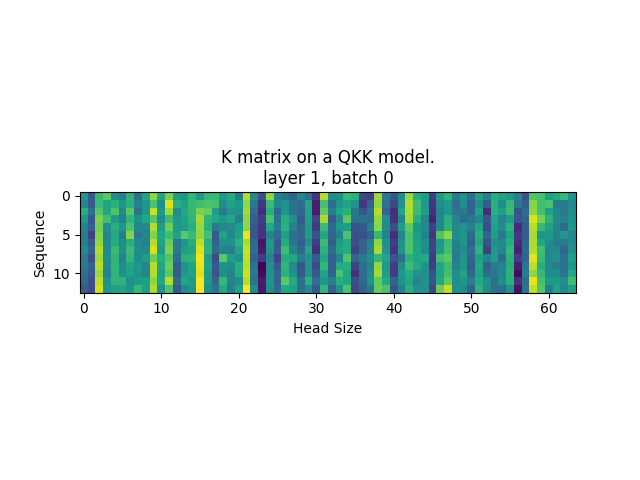 K matrix on a QKK model.
layer 1, batch 0
0
5
10
Sequence
0 10 20 30 40 50 60
Head Size